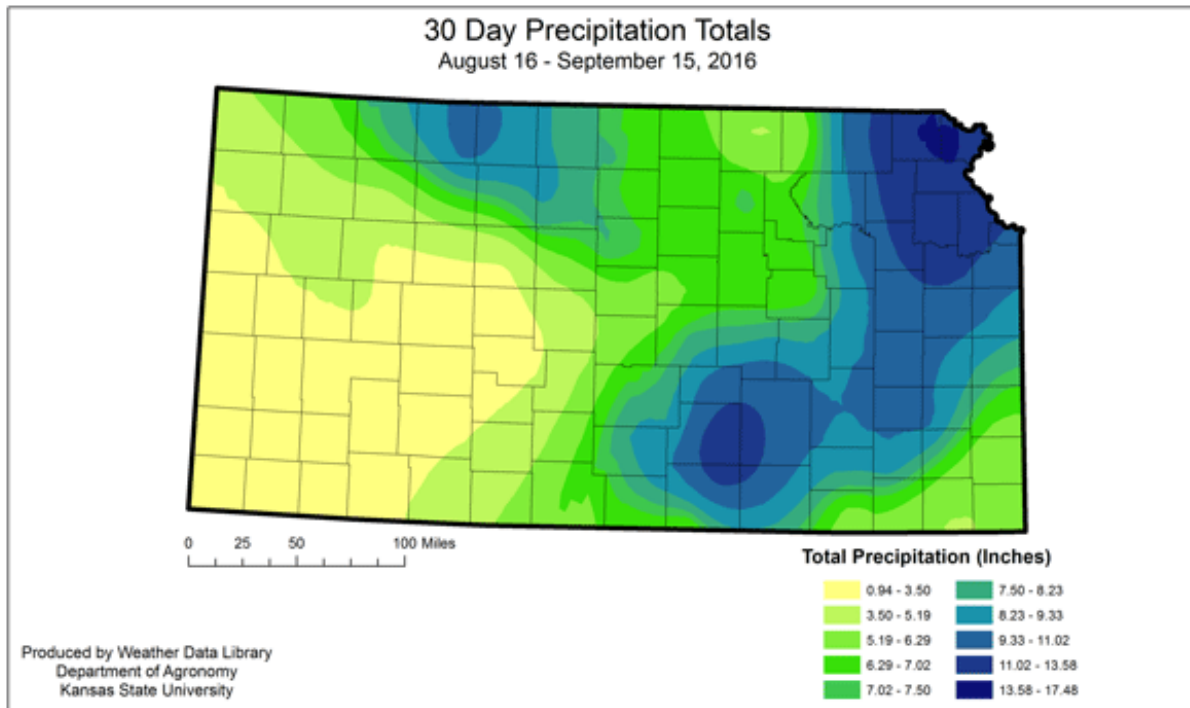 30 Day Precipitation Totals
August 16 - September 15, 2016
0 25 50 100 Miles
Total Precipitation (Inches)
0.94 - 3.50
3.50 - 5.19
5.19 - 6.29
6.29 - 7.02
7.02 - 7.50
7.50 - 8.23
8.23 - 9.33
9.33 - 11.02
11.02 - 13.58
13.58 - 17.48
Produced by Weather Data Library
Department of Agronomy
Kansas State University